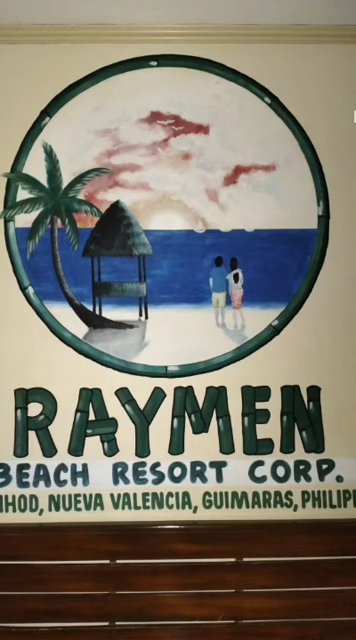 RAYMEN
BEACH RESORT CORP.
NUEVA VALENCIA, GUIMARAS,